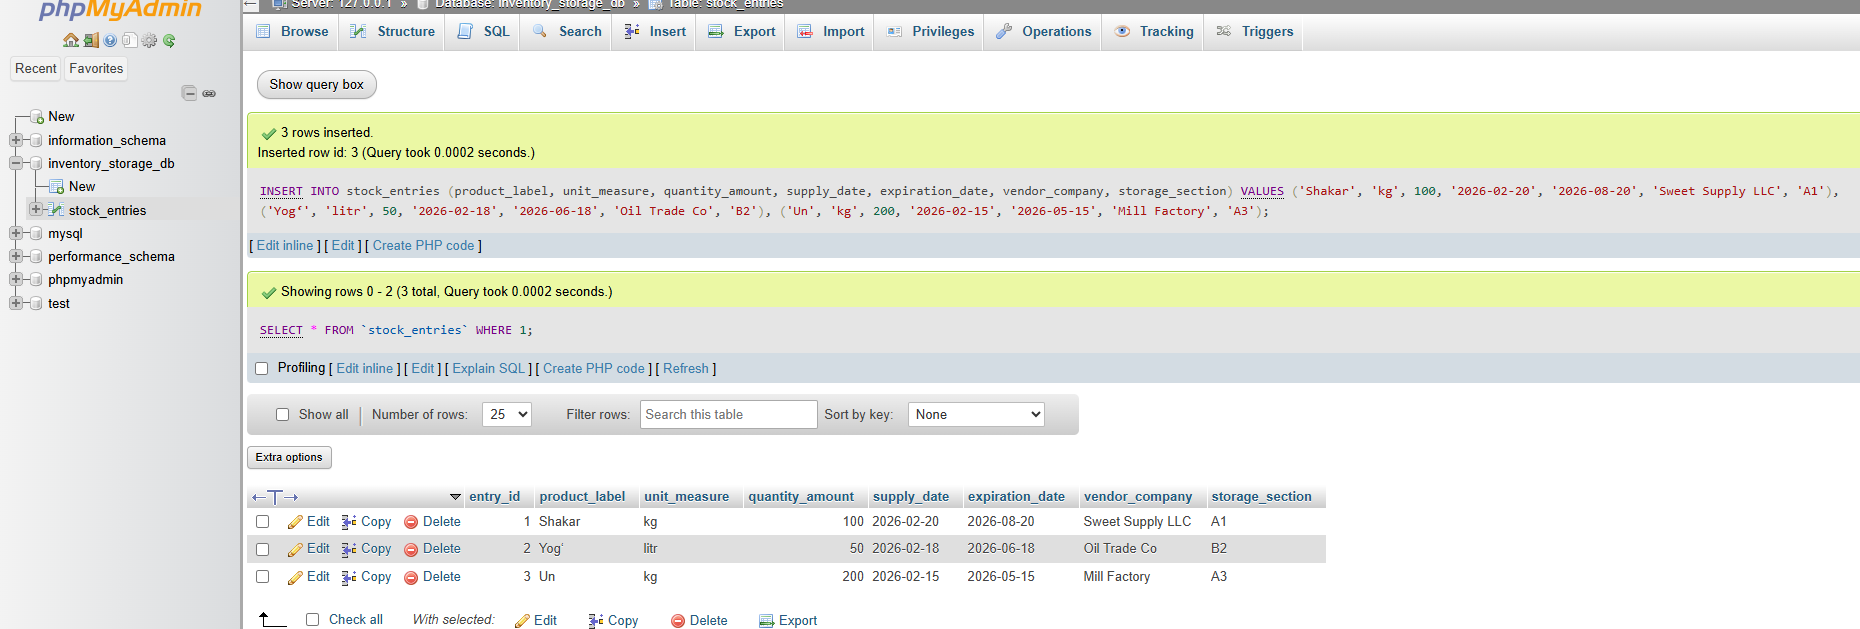 phpMyAdmin
Server: 127.0.0.1 » Database: inventory_storage_db » Table: stock_entries
Browse Structure SQL Search Insert Export Import Privileges Operations Tracking Triggers
Recent Favorites
New
information_schema
inventory_storage_db
New
stock_entries
mysql
performance_schema
phpmyadmin
test
Show query box
3 rows inserted.
Inserted row id: 3 (Query took 0.0002 seconds.)
INSERT INTO stock_entries (product_label, unit_measure, quantity_amount, supply_date, expiration_date, vendor_company, storage_section) VALUES ('Shakar', 'kg', 100, '2026-02-20', '2026-08-20', 'Sweet Supply LLC', 'A1'),
('Yogʻ', 'litr', 50, '2026-02-18', '2026-06-18', 'Oil Trade Co', 'B2'), ('Un', 'kg', 200, '2026-02-15', '2026-05-15', 'Mill Factory', 'A3');
[ Edit inline ] [ Edit ] [ Create PHP code ]
Showing rows 0 - 2 (3 total, Query took 0.0002 seconds.)
SELECT * FROM `stock_entries` WHERE 1;
Profiling [ Edit inline ] [ Edit ] [ Explain SQL ] [ Create PHP code ] [ Refresh ]
Show all Number of rows: 25 Filter rows: Search this table Sort by key: None
Extra options
entry_id product_label unit_measure quantity_amount supply_date expiration_date vendor_company storage_section
Edit Copy Delete 1 Shakar kg 100 2026-02-20 2026-08-20 Sweet Supply LLC A1
Edit Copy Delete 2 Yogʻ litr 50 2026-02-18 2026-06-18 Oil Trade Co B2
Edit Copy Delete 3 Un kg 200 2026-02-15 2026-05-15 Mill Factory A3
Check all With selected: Edit Copy Delete Export